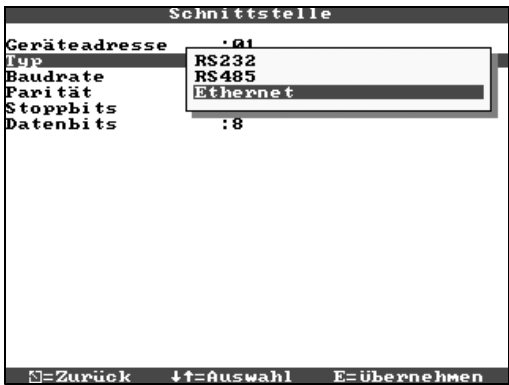 Schnittstelle
Geräteadresse :01
Typ
RS232
Baudrate
RS485
Parität
Ethernet
Stoppbits
Datenbits :8
=Zurück ↓↑=Auswahl E=übernehmen